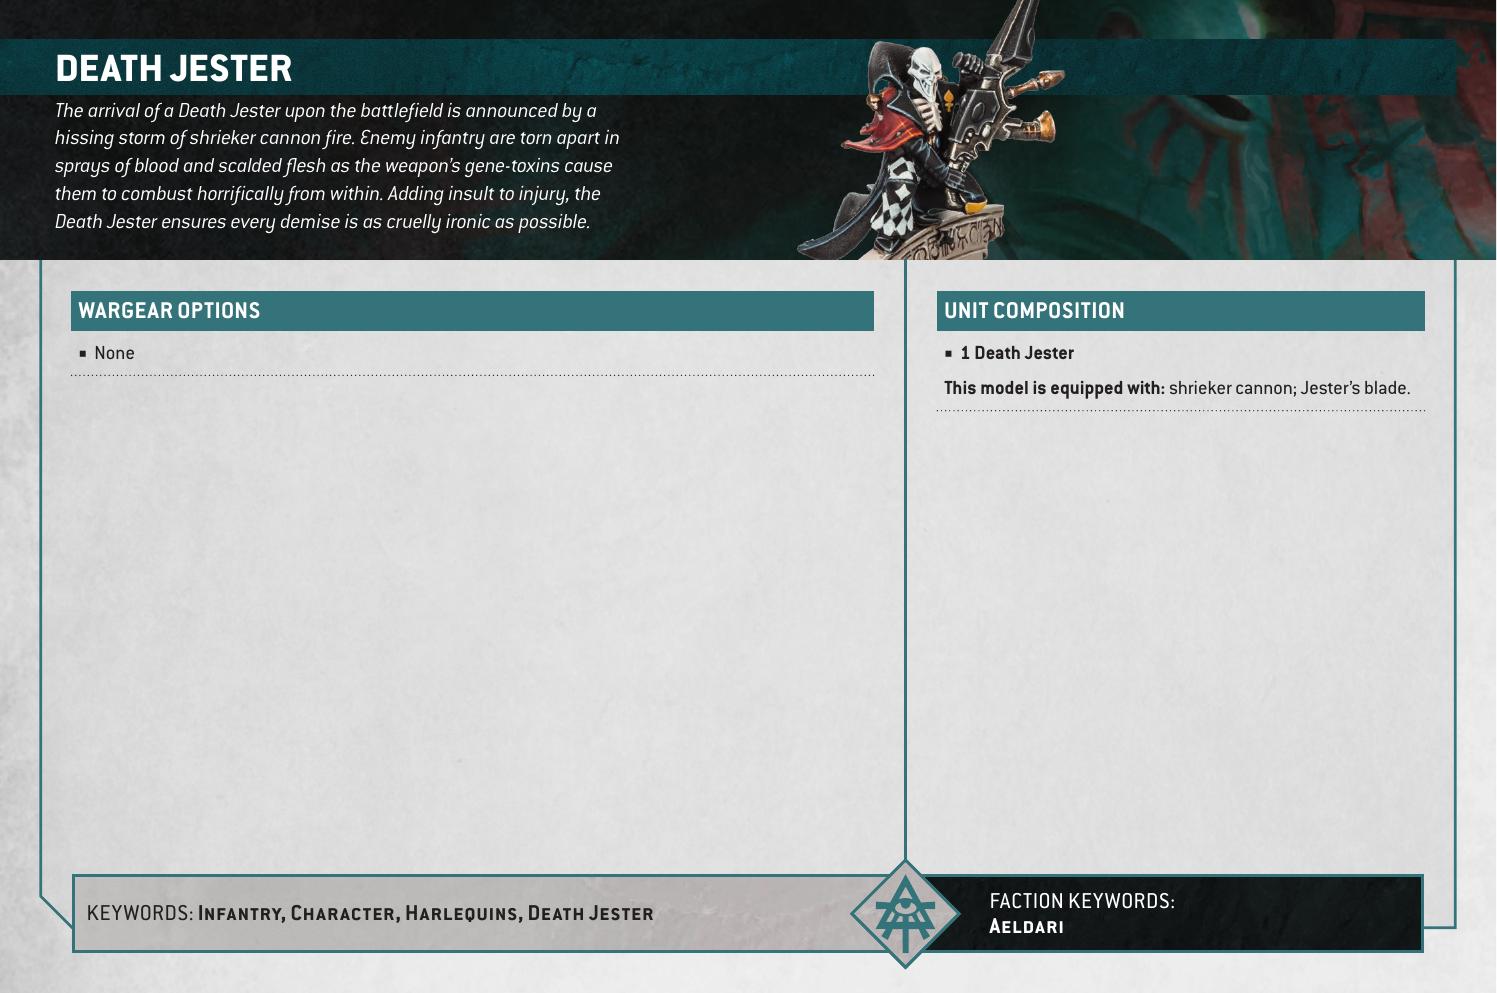 DEATH JESTER
The arrival of a Death Jester upon the battlefield is announced by a
hissing storm of shrieker cannon fire. Enemy infantry are torn apart in
sprays of blood and scalded flesh as the weapon's gene-toxins cause
them to combust horrifically from within. Adding insult to injury, the
Death Jester ensures every demise is as cruelly ironic as possible.
WARGEAR OPTIONS
▪ None
UNIT COMPOSITION
▪ 1 Death Jester
This model is equipped with: shrieker cannon; Jester's blade.
KEYWORDS: Infantry, Character, Harlequins, Death Jester
FACTION KEYWORDS:
Aeldari